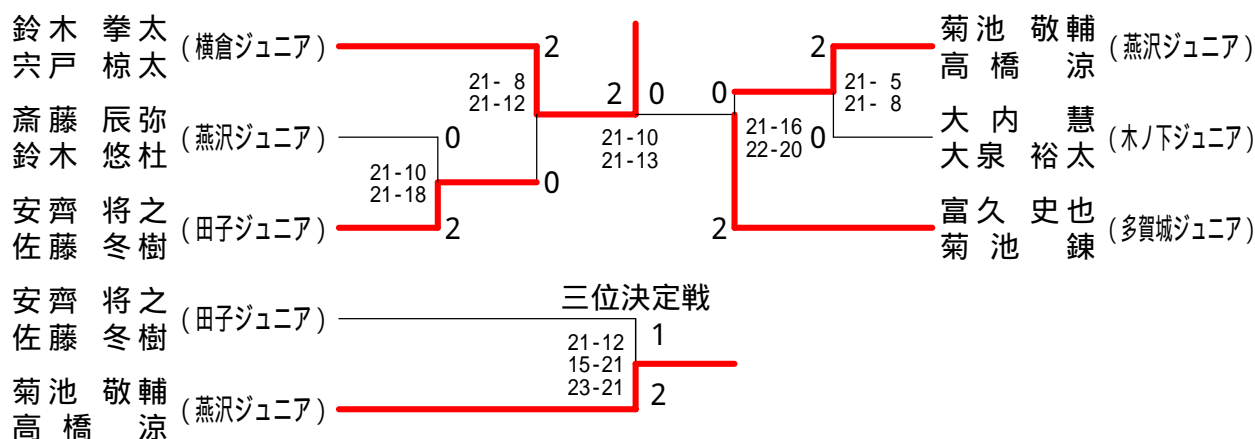 鈴木 拳太
宍戸 椋太
(横倉ジュニア)
2
21- 8
21-12
斎藤 辰弥
鈴木 悠杜
(燕沢ジュニア)
0
21-10
21-18
0
安齊 将之
佐藤 冬樹
(田子ジュニア)
2
2 0
21-10
21-13
菊池 敬輔
高橋 涼
(燕沢ジュニア)
2
21- 5
21- 8
0
大内 慧
大泉 裕太
(木ノ下ジュニア)
0
21-16
22-20
富久 史也
菊池 錬
(多賀城ジュニア)
2
三位決定戦
安齊 将之
佐藤 冬樹
(田子ジュニア)
1
21-12
15-21
23-21
菊池 敬輔
高橋 涼
(燕沢ジュニア)
2